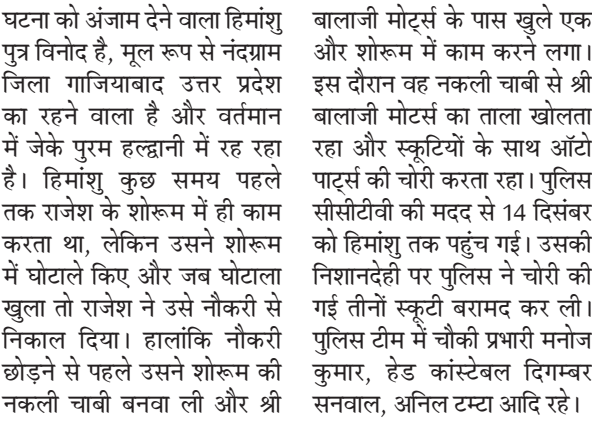 घटना को अंजाम देने वाला हिमांशु
पुत्र विनोद है, मूल रूप से नंदग्राम
जिला गाजियाबाद उत्तर प्रदेश
का रहने वाला है और वर्तमान
में जेके पुरम हल्द्वानी में रह रहा
है। हिमांशु कुछ समय पहले
तक राजेश के शोरूम में ही काम
करता था, लेकिन उसने शोरूम
में घोटाले किए और जब घोटाला
खुला तो राजेश ने उसे नौकरी से
निकाल दिया। हालांकि नौकरी
छोड़ने से पहले उसने शोरूम की
नकली चाबी बनवा ली और श्री
बालाजी मोर्ट्स के पास खुले एक
और शोरूम में काम करने लगा।
इस दौरान वह नकली चाबी से श्री
बालाजी मोटर्स का ताला खोलता
रहा और स्कूटियों के साथ ऑटो
पार्ट्स की चोरी करता रहा। पुलिस
सीसीटीवी की मदद से 14 दिसंबर
को हिमांशु तक पहुंच गई। उसकी
निशानदेही पर पुलिस ने चोरी की
गई तीनों स्कूटी बरामद कर ली।
पुलिस टीम में चौकी प्रभारी मनोज
कुमार, हेड कांस्टेबल दिगम्बर
सनवाल, अनिल टम्टा आदि रहे।